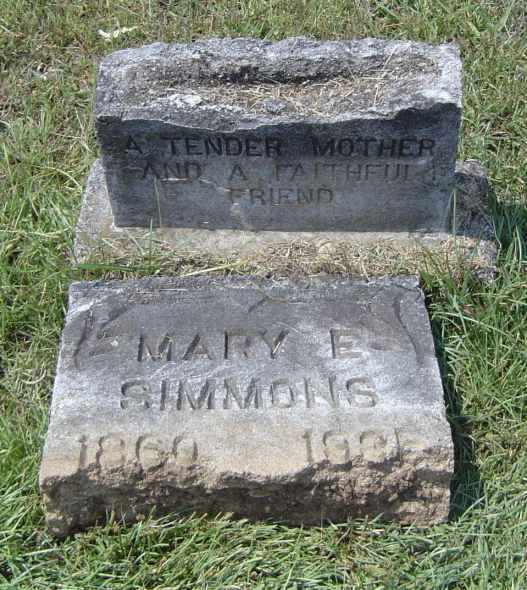 A TENDER MOTHER
AND A FAITHFUL
FRIEND
MARY E
SIMMONS
1860